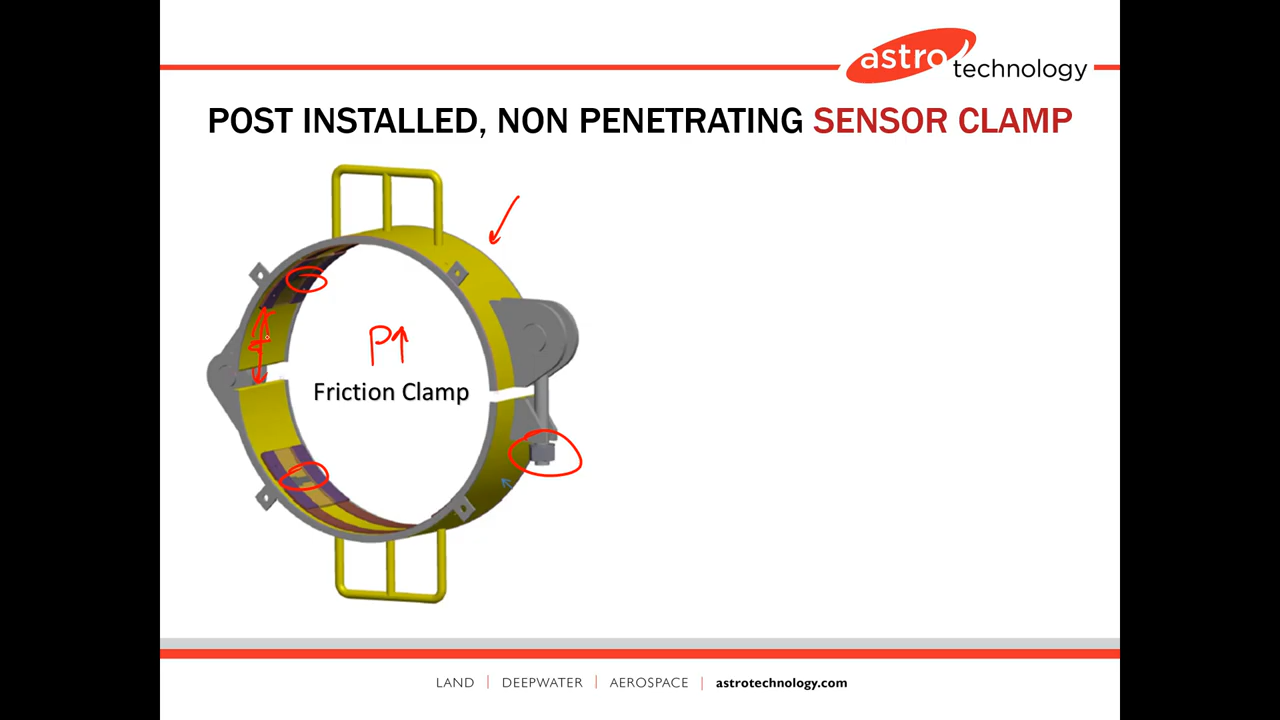 astro
technology
POST INSTALLED, NON PENETRATING SENSOR CLAMP
P↑
Friction Clamp
LAND | DEEPWATER | AEROSPACE | astrotechnology.com